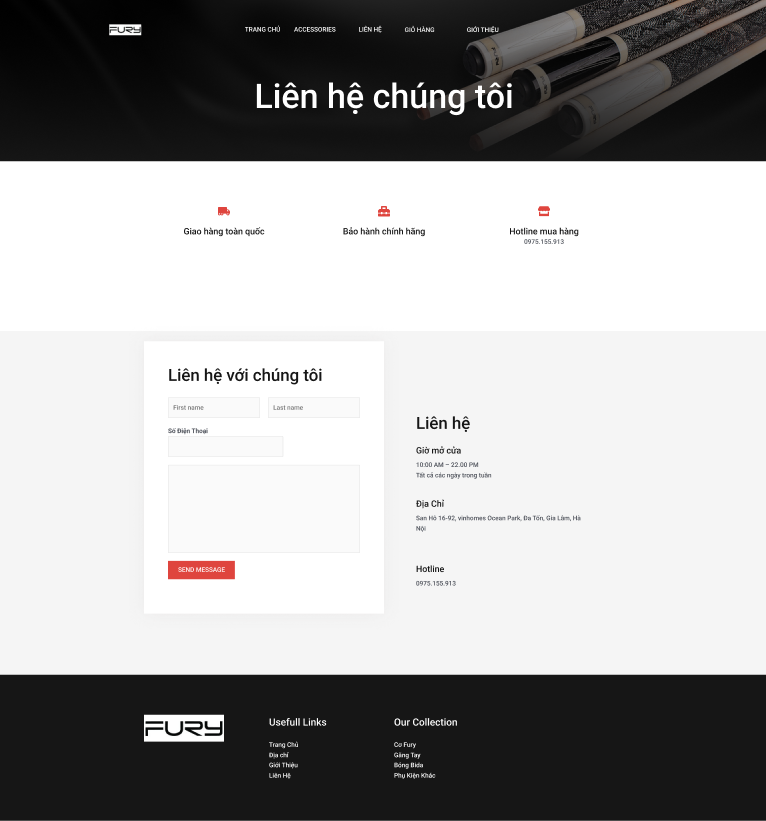 FURY
TRANG CHỦ ACCESSORIES LIÊN HỆ GIỎ HÀNG GIỚI THIỆU
Liên hệ chúng tôi
Giao hàng toàn quốc
Bảo hành chính hãng
Hotline mua hàng
0975.155.913
Liên hệ với chúng tôi
First name
Last name
Số Điện Thoại
SEND MESSAGE
Liên hệ
Giờ mở cửa
10:00 AM – 22.00 PM
Tất cả các ngày trong tuần
Địa Chỉ
San Hô 16-92, vinhomes Ocean Park, Đa Tốn, Gia Lâm, Hà
Nội
Hotline
0975.155.913
FURY
Usefull Links
Trang Chủ
Địa chỉ
Giới Thiệu
Liên Hệ
Our Collection
Cơ Fury
Găng Tay
Bóng Bida
Phụ Kiện Khác